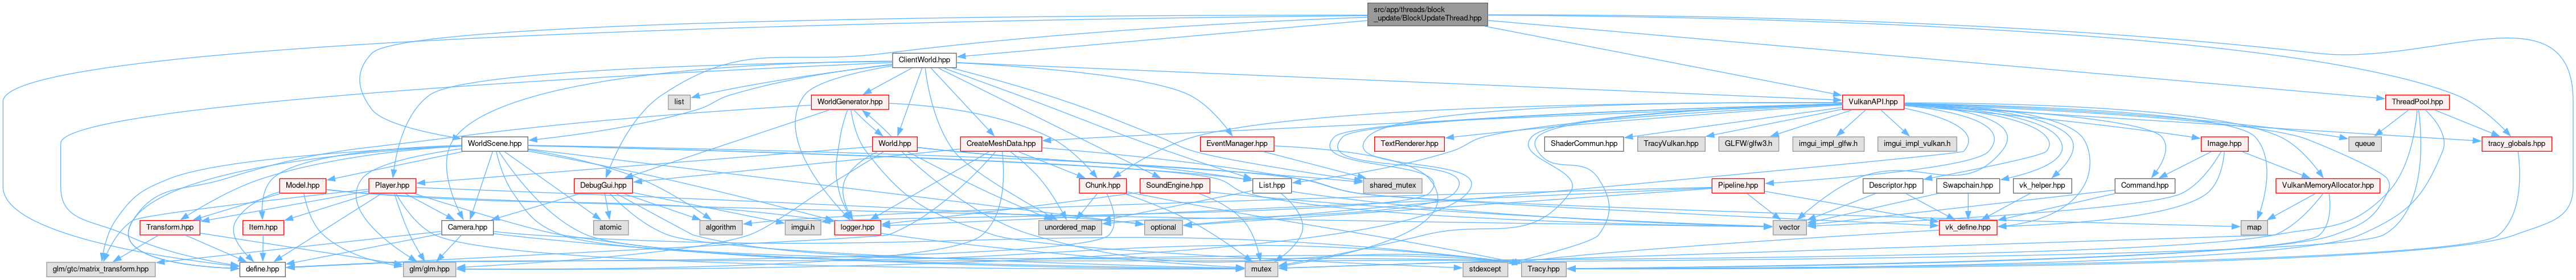 src/app/threads/block
_update/BlockUpdateThread.hpp
ClientWorld.hpp
list
WorldGenerator.hpp
VulkanAPI.hpp
ThreadPool.hpp
WorldScene.hpp
World.hpp
CreateMeshData.hpp
EventManager.hpp
TextRenderer.hpp
ShaderCommun.hpp
TracyVulkan.hpp
GLFW/glfw3.h
imgui_impl_glfw.h
imgui_impl_vulkan.h
Image.hpp
queue
tracy_globals.hpp
Model.hpp
Player.hpp
DebugGui.hpp
Chunk.hpp
SoundEngine.hpp
List.hpp
shared_mutex
Pipeline.hpp
Descriptor.hpp
Swapchain.hpp
vk_helper.hpp
Command.hpp
VulkanMemoryAllocator.hpp
Transform.hpp
Item.hpp
Camera.hpp
atomic
algorithm
imgui.h
logger.hpp
unordered_map
optional
vector
vk_define.hpp
map
glm/gtc/matrix_transform.hpp
define.hpp
glm/glm.hpp
mutex
stdexcept
Tracy.hpp